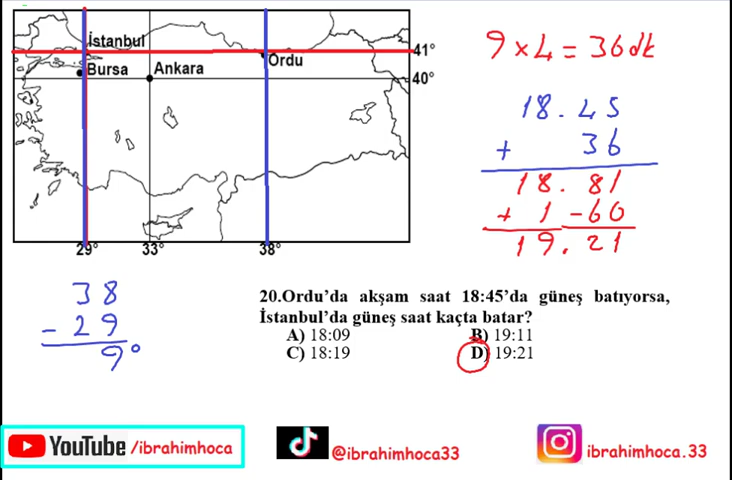 İstanbul
41°
Ordu
Bursa
Ankara
40°
29°
33°
38°
9 × 4 = 36 dk
18.45
+ 36
18.81
+ 1 -60
19.21
38
- 29
9°
20.Ordu’da akşam saat 18:45’da güneş batıyorsa,
İstanbul’da güneş saat kaçta batar?
A) 18:09
B) 19:11
C) 18:19
D) 19:21
YouTube /ibrahimhoca
@ibrahimhoca33
ibrahimhoca.33